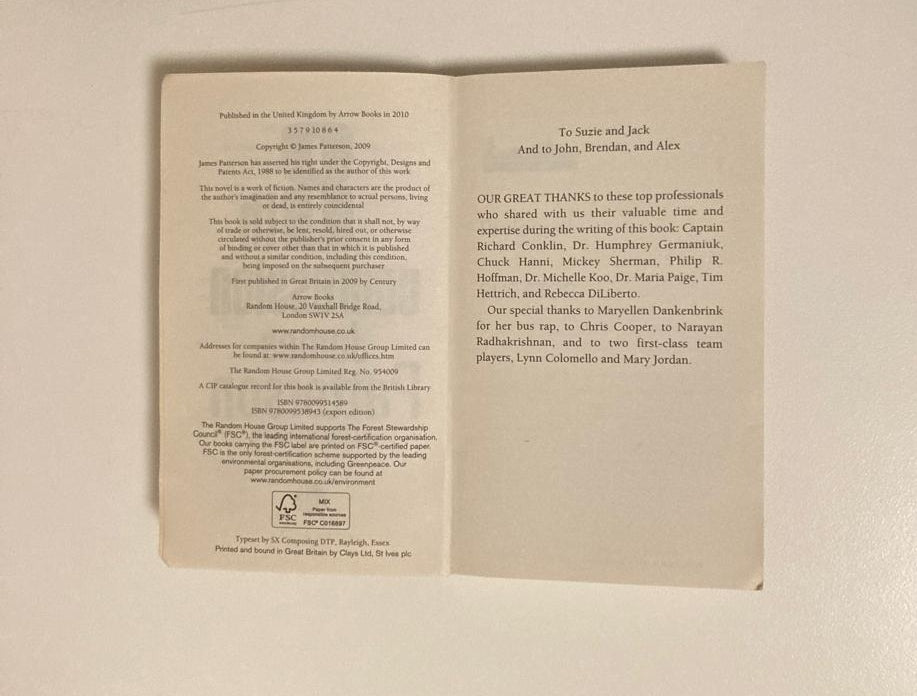 Published in the United Kingdom by Arrow Books in 2010
3 5 7 9 10 8 6 4
Copyright © James Patterson, 2009
James Patterson has asserted his right under the Copyright, Designs and
Patents Act, 1988 to be identified as the author of this work
This novel is a work of fiction. Names and characters are the product of
the author's imagination and any resemblance to actual persons, living
or dead, is entirely coincidental
This book is sold subject to the condition that it shall not, by way
of trade or otherwise, be lent, resold, hired out, or otherwise
circulated without the publisher's prior consent in any form
of binding or cover other than that in which it is published
and without a similar condition, including this condition,
being imposed on the subsequent purchaser
First published in Great Britain in 2009 by Century
Arrow Books
Random House, 20 Vauxhall Bridge Road,
London SW1V 2SA
www.randomhouse.co.uk
Addresses for companies within The Random House Group Limited can
be found at: www.randomhouse.co.uk/offices.htm
The Random House Group Limited Reg. No. 954009
A CIP catalogue record for this book is available from the British Library
ISBN 9780099514589
ISBN 9780099538943 (export edition)
The Random House Group Limited supports The Forest Stewardship
Council® (FSC®), the leading international forest-certification organisation.
Our books carrying the FSC label are printed on FSC®-certified paper.
FSC is the only forest-certification scheme supported by the leading
environmental organisations, including Greenpeace. Our
paper procurement policy can be found at
www.randomhouse.co.uk/environment
FSC
MIX
Paper from
responsible sources
FSC® C016897
Typeset by SX Composing DTP, Rayleigh, Essex
Printed and bound in Great Britain by Clays Ltd, St Ives plc
To Suzie and Jack
And to John, Brendan, and Alex
OUR GREAT THANKS to these top professionals
who shared with us their valuable time and
expertise during the writing of this book: Captain
Richard Conklin, Dr. Humphrey Germaniuk,
Chuck Hanni, Mickey Sherman, Philip R.
Hoffman, Dr. Michelle Koo, Dr. Maria Paige, Tim
Hettrich, and Rebecca DiLiberto.
Our special thanks to Maryellen Dankenbrink
for her bus rap, to Chris Cooper, to Narayan
Radhakrishnan, and to two first-class team
players, Lynn Colomello and Mary Jordan.